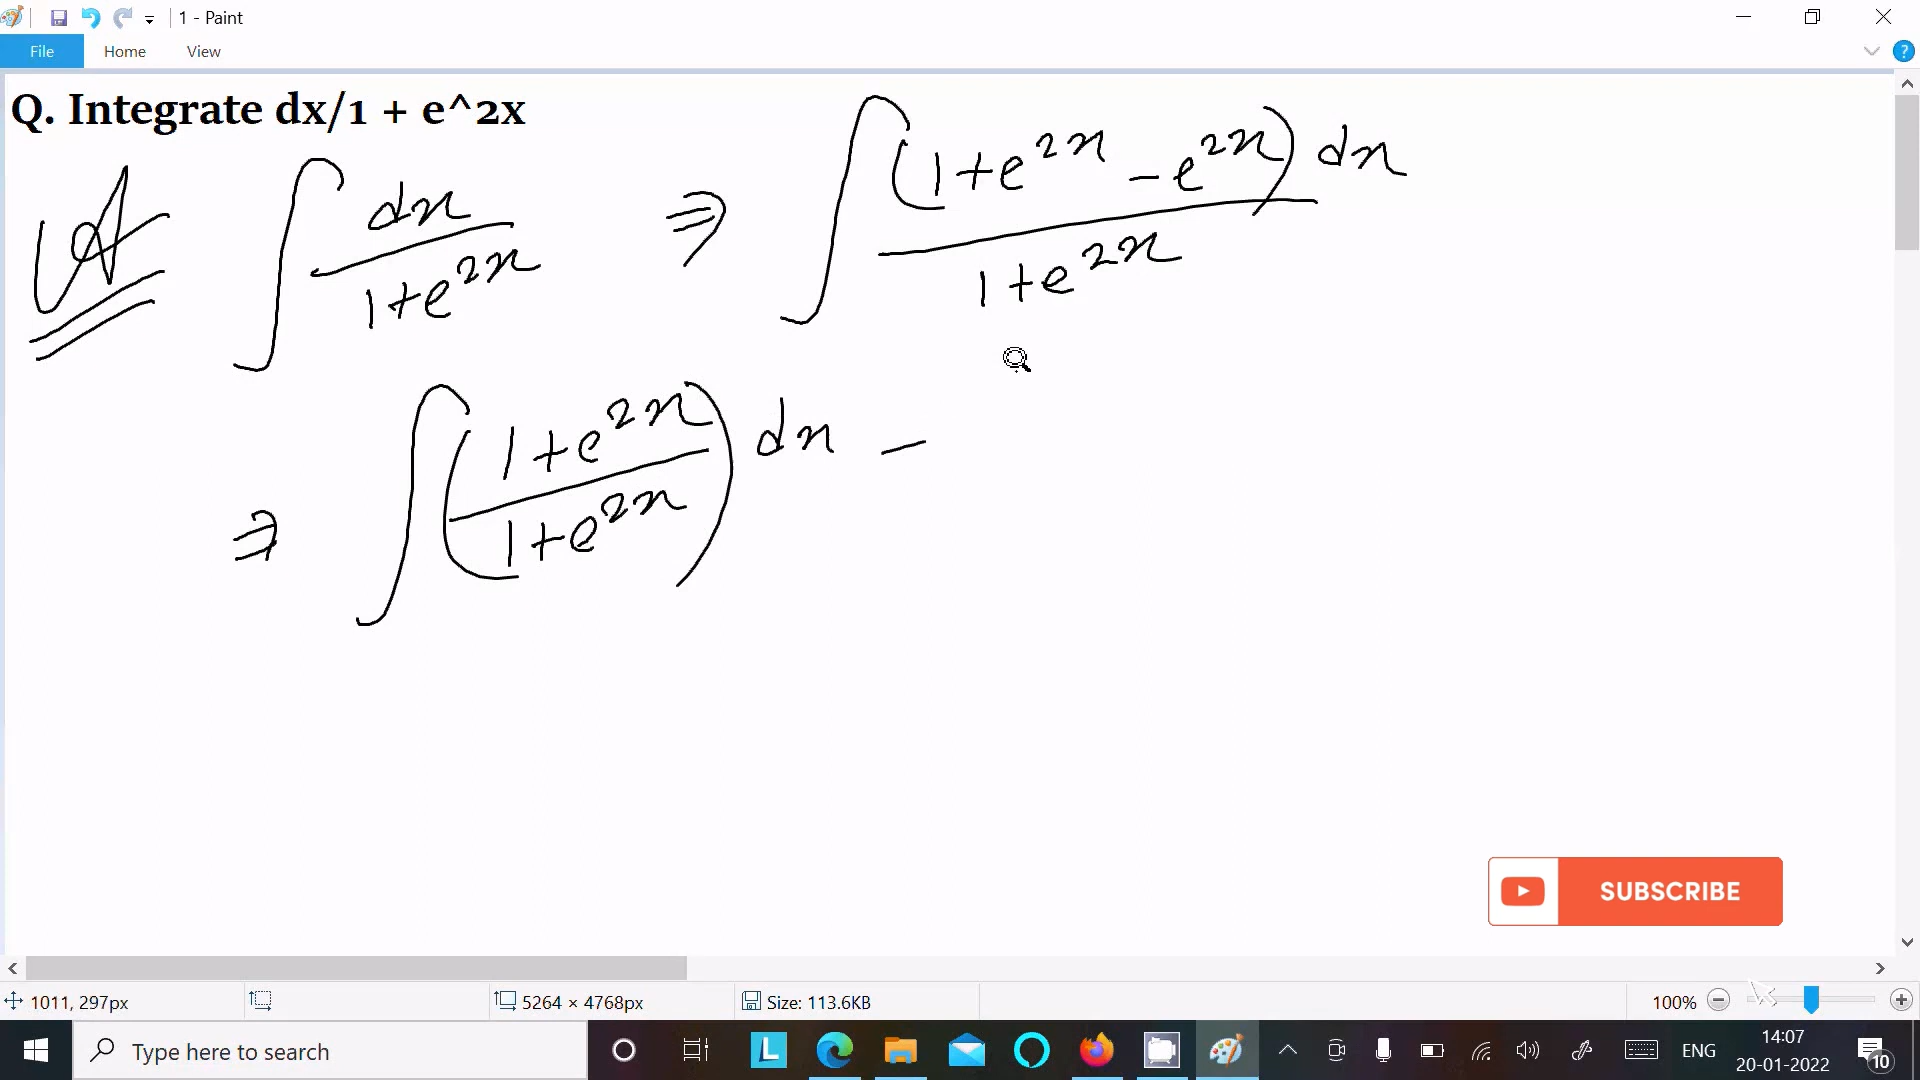 1 - Paint
File Home View
Q. Integrate dx/1 + e^2x
A ∫ dx/(1+e^2x) ⇒ ∫ (1+e^2x - e^2x) dx/(1+e^2x)
⇒ ∫ ((1+e^2x)/(1+e^2x)) dx -
SUBSCRIBE
1011, 297px 5264 × 4768px Size: 113.6KB 100%
Type here to search L ENG 14:07
20-01-2022 10